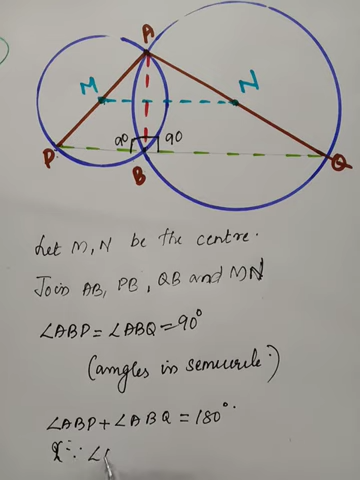 A
M
N
90
90
P
B
Q
Let M, N be the centre.
Join AB, PB, QB and MN
∠ABP = ∠ABQ = 90°
(angles in semicircle.)
∠ABP + ∠ABQ = 180°.
∵ ∠